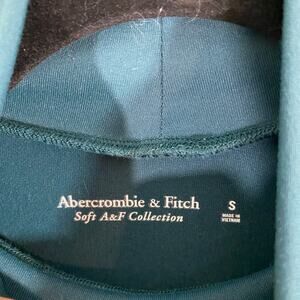 Abercrombie & Fitch
Soft A&F Collection
S
MADE IN
VIETNAM